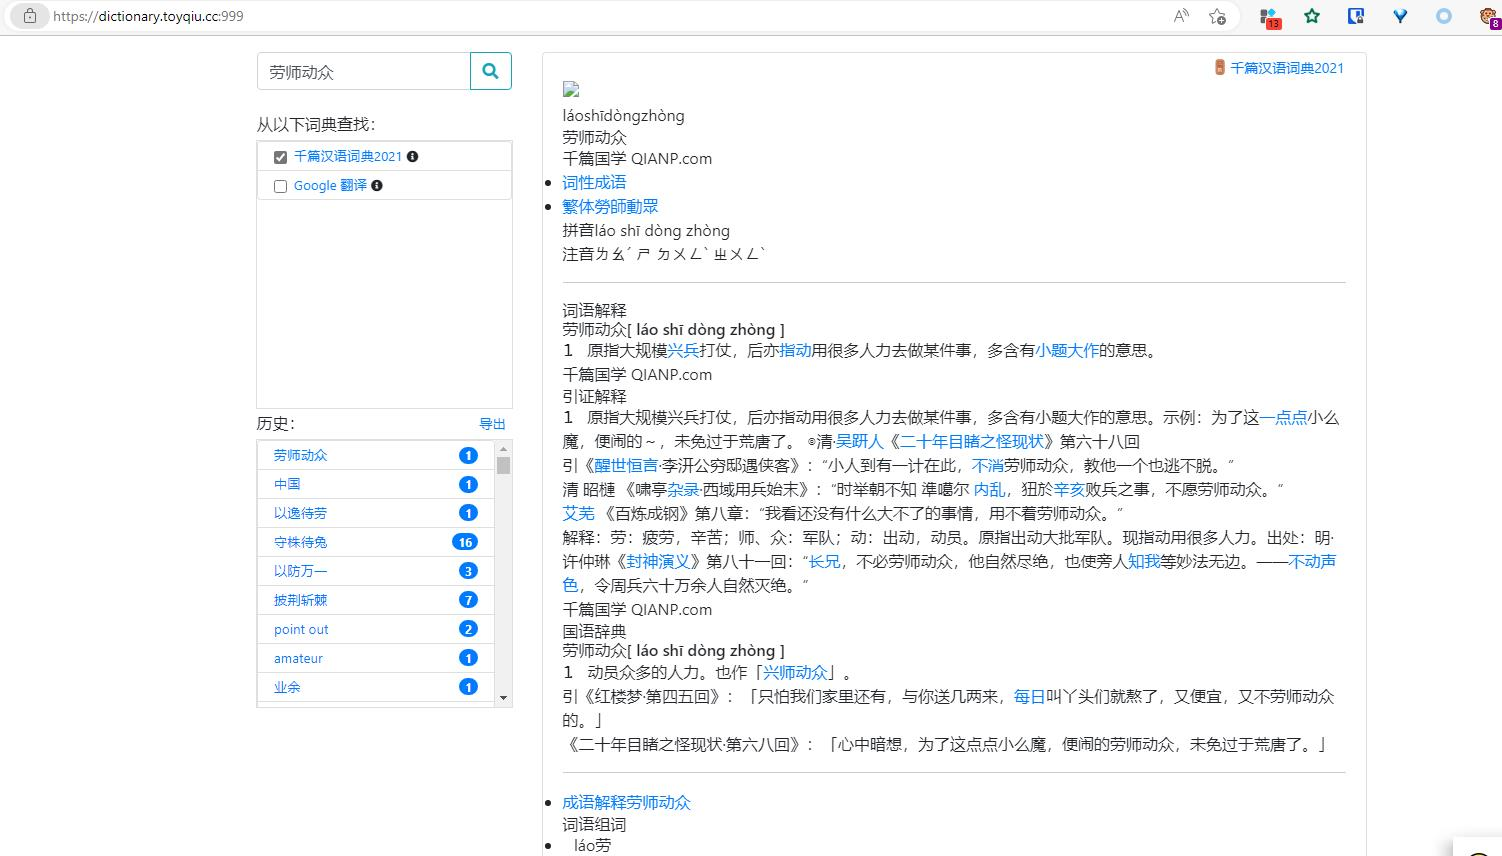 https://dictionary.toyqiu.cc:999
13
8
劳师动众
从以下词典查找：
千篇汉语词典2021
Google 翻译
历史：
导出
劳师动众 1
中国 1
以逸待劳 1
守株待兔 16
以防万一 3
披荆斩棘 7
point out 2
amateur 1
业余 1
千篇汉语词典2021
láoshīdòngzhòng
劳师动众
千篇国学 QIANP.com
词性成语
繁体勞師動眾
拼音láo shī dòng zhòng
注音ㄌㄠˊ ㄕ ㄉㄨㄥˋ ㄓㄨㄥˋ
词语解释
劳师动众[ láo shī dòng zhòng ]
1 原指大规模兴兵打仗，后亦指动用很多人力去做某件事，多含有小题大作的意思。
千篇国学 QIANP.com
引证解释
1 原指大规模兴兵打仗，后亦指动用很多人力去做某件事，多含有小题大作的意思。示例：为了这一点点小么
魔，便闹的～，未免过于荒唐了。 ◎清·吴趼人《二十年目睹之怪现状》第六十八回
引《醒世恒言·李汧公穷邸遇侠客》：“小人到有一计在此，不消劳师动众，教他一个也逃不脱。”
清 昭槤 《啸亭杂录·西域用兵始末》：“时举朝不知 準噶尔 内乱，狃於辛亥败兵之事，不愿劳师动众。”
艾芜 《百炼成钢》第八章：“我看还没有什么大不了的事情，用不着劳师动众。”
解释：劳：疲劳，辛苦；师、众：军队；动：出动，动员。原指出动大批军队。现指动用很多人力。出处：明·
许仲琳《封神演义》第八十一回：“长兄，不必劳师动众，他自然尽绝，也使旁人知我等妙法无边。——不动声
色，令周兵六十万余人自然灭绝。”
千篇国学 QIANP.com
国语辞典
劳师动众[ láo shī dòng zhòng ]
1 动员众多的人力。也作「兴师动众」。
引《红楼梦·第四五回》：「只怕我们家里还有，与你送几两来，每日叫丫头们就熬了，又便宜，又不劳师动众
的。」
《二十年目睹之怪现状·第六八回》：「心中暗想，为了这点点小么魔，便闹的劳师动众，未免过于荒唐了。」
成语解释劳师动众
词语组词
láo劳